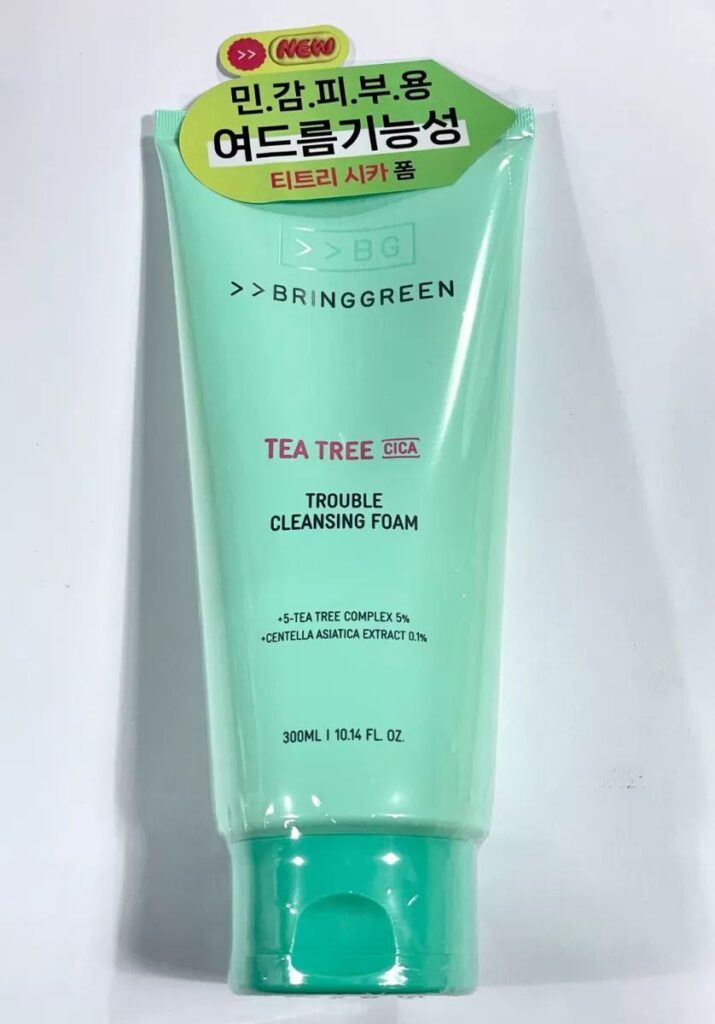 >> NEW
민.감.피.부.용
여드름기능성
티트리 시카 폼
>>BG
>>BRINGGREEN
TEA TREE CICA
TROUBLE
CLEANSING FOAM
+5-TEA TREE COMPLEX 5%
+CENTELLA ASIATICA EXTRACT 0.1%
300ML | 10.14 FL. OZ.